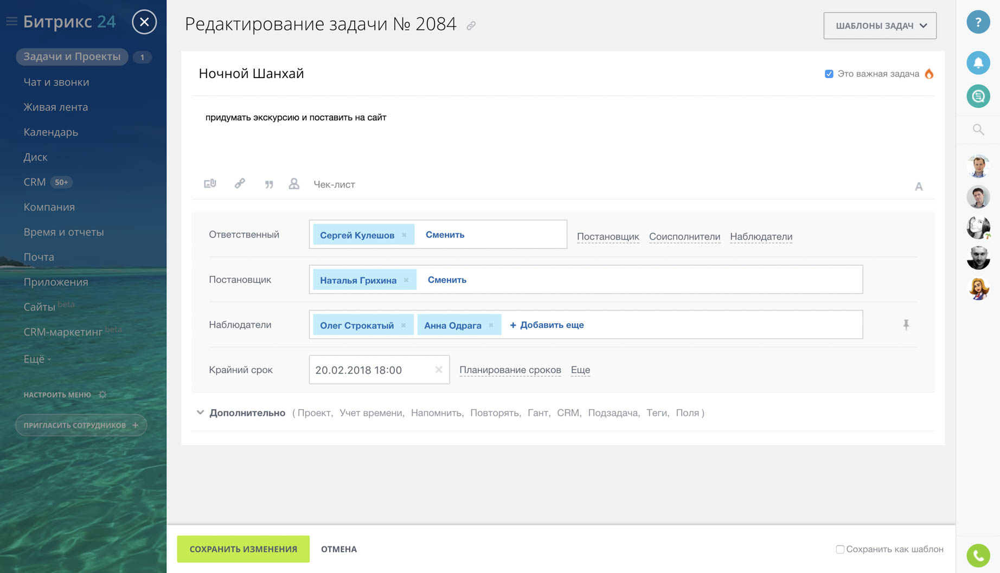 Битрикс 24
Задачи и Проекты 1
Чат и звонки
Живая лента
Календарь
Диск
CRM 50+
Компания
Время и отчеты
Почта
Приложения
Сайты beta
CRM-маркетинг beta
Ещё
НАСТРОИТЬ МЕНЮ
ПРИГЛАСИТЬ СОТРУДНИКОВ +
Редактирование задачи № 2084
ШАБЛОНЫ ЗАДАЧ
Ночной Шанхай
Это важная задача
придумать экскурсию и поставить на сайт
Чек-лист
A
Ответственный Сергей Кулешов Сменить Постановщик Соисполнители Наблюдатели
Постановщик Наталья Грихина Сменить
Наблюдатели Олег Строкатый Анна Одрага + Добавить еще
Крайний срок 20.02.2018 18:00 Планирование сроков Еще
Дополнительно ( Проект, Учет времени, Напомнить, Повторять, Гант, CRM, Подзадача, Теги, Поля )
СОХРАНИТЬ ИЗМЕНЕНИЯ ОТМЕНА
Сохранить как шаблон
?